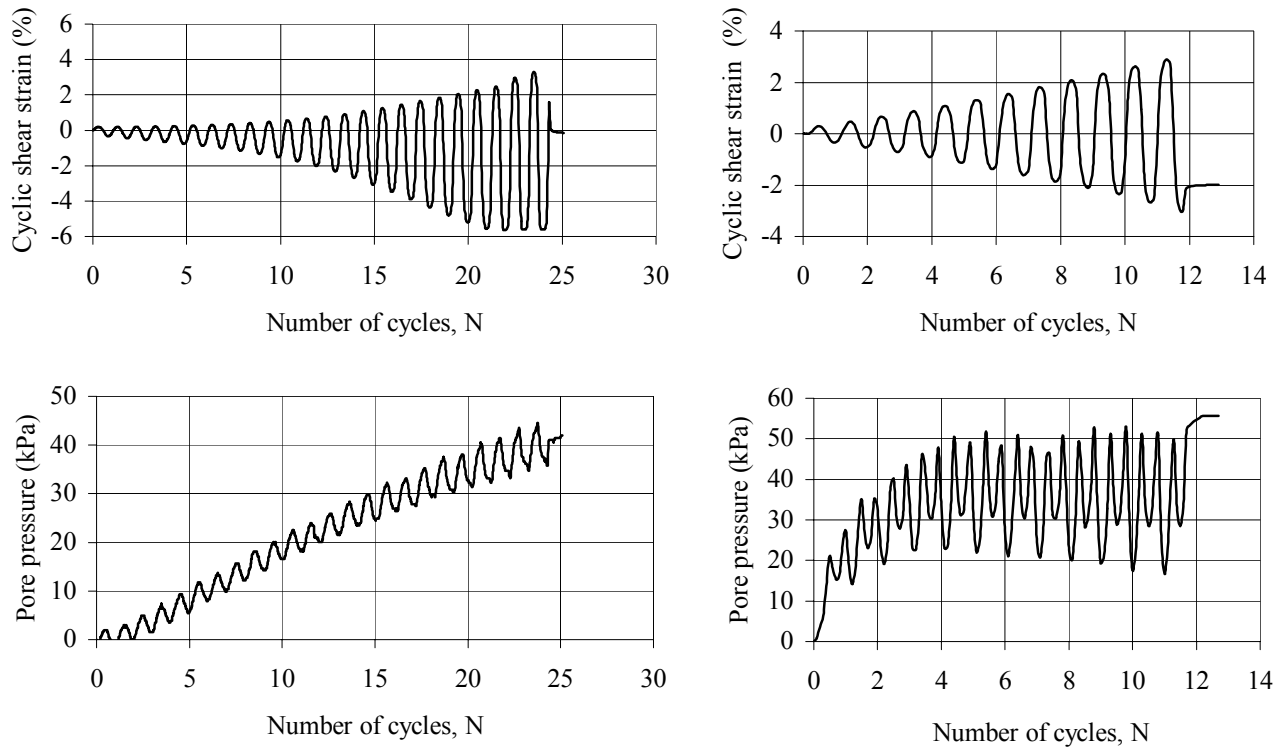 Cyclic shear strain (%)
6
4
2
0
-2
-4
-6
0 5 10 15 20 25 30
Number of cycles, N
Cyclic shear strain (%)
4
2
0
-2
-4
0 2 4 6 8 10 12 14
Number of cycles, N
Pore pressure (kPa)
50
40
30
20
10
0
0 5 10 15 20 25 30
Number of cycles, N
Pore pressure (kPa)
60
50
40
30
20
10
0
0 2 4 6 8 10 12 14
Number of cycles, N